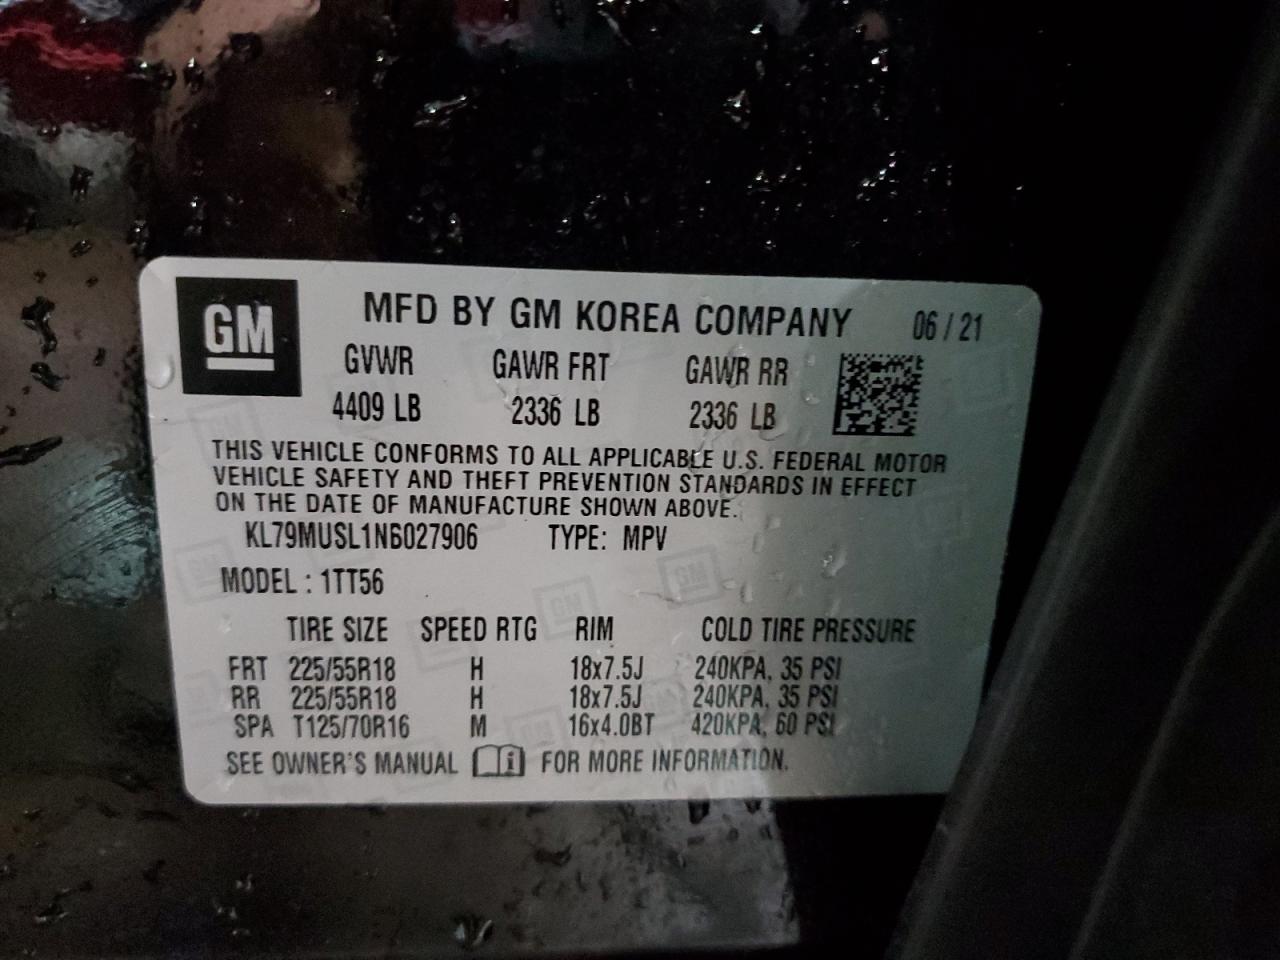 GM
MFD BY GM KOREA COMPANY 06 / 21
GVWR GAWR FRT GAWR RR
4409 LB 2336 LB 2336 LB
THIS VEHICLE CONFORMS TO ALL APPLICABLE U.S. FEDERAL MOTOR
VEHICLE SAFETY AND THEFT PREVENTION STANDARDS IN EFFECT
ON THE DATE OF MANUFACTURE SHOWN ABOVE.
KL79MUSL1N6027906 TYPE: MPV
MODEL : 1TT56
TIRE SIZE SPEED RTG RIM COLD TIRE PRESSURE
FRT 225/55R18 H 18x7.5J 240KPA, 35 PSI
RR 225/55R18 H 18x7.5J 240KPA, 35 PSI
SPA T125/70R16 M 16x4.0BT 420KPA, 60 PSI
SEE OWNER'S MANUAL FOR MORE INFORMATION.